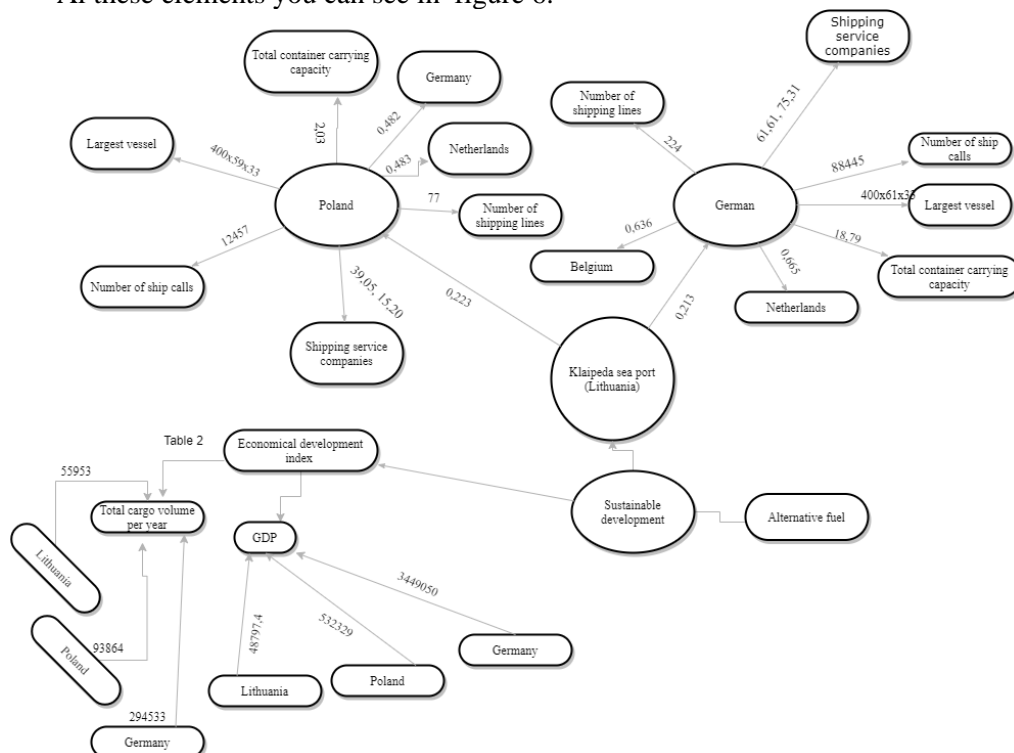 All these elements you can see in figure 6.
Total container carrying
capacity
Germany
Largest vessel
Netherlands
Poland
Number of
shipping lines
Number of ship calls
Shipping service
companies
2,03
0,482
0,483
400x59x33
77
12457
39,05, 15,20
0,223
Shipping
service
companies
Number of
shipping lines
Number of ship
calls
German
Largest vessel
Belgium
Total container carrying
capacity
Netherlands
61,61, 75,31
224
88445
400x61x33
0,636
18,79
0,665
0,213
Klaipeda sea port
(Lithuania)
Table 2
Economical development
index
55953
Total cargo volume
per year
Sustainable
development
Alternative fuel
GDP
Lithuania
Poland
93864
294533
Germany
48797,4
532329
3449050
Lithuania
Poland
Germany